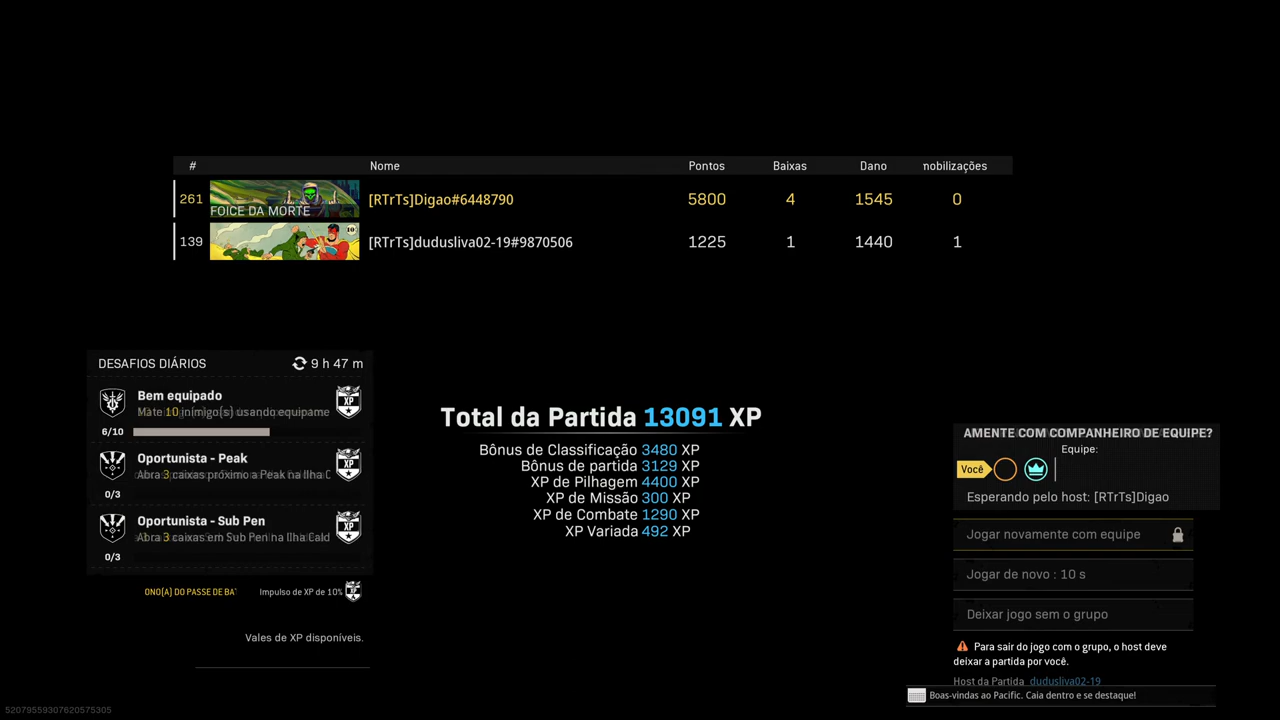 # Nome Pontos Baixas Dano nobilizações
261 FOICE DA MORTE [RTrTs]Digao#6448790 5800 4 1545 0
139 10 [RTrTs]dudusliva02-19#9870506 1225 1 1440 1
DESAFIOS DIÁRIOS 9 h 47 m
Bem equipado XP
Mate 10 inimigo(s) usando equipame
6/10
Oportunista - Peak XP
Abra 3 caixas próximo a Peak na Ilha C
0/3
Oportunista - Sub Pen XP
Abra 3 caixas em Sub Pen na Ilha Cald
0/3
ONO(A) DO PASSE DE BA Impulso de XP de 10% XP
Vales de XP disponíveis.
Total da Partida 13091 XP
Bônus de Classificação 3480 XP
Bônus de partida 3129 XP
XP de Pilhagem 4400 XP
XP de Missão 300 XP
XP de Combate 1290 XP
XP Variada 492 XP
AMENTE COM COMPANHEIRO DE EQUIPE?
Equipe:
Você
Esperando pelo host: [RTrTs]Digao
Jogar novamente com equipe
Jogar de novo : 10 s
Deixar jogo sem o grupo
Para sair do jogo com o grupo, o host deve
deixar a partida por você.
Host da Partida dudusliva02-19
Boas-vindas ao Pacific. Caia dentro e se destaque!
52079559307620575305